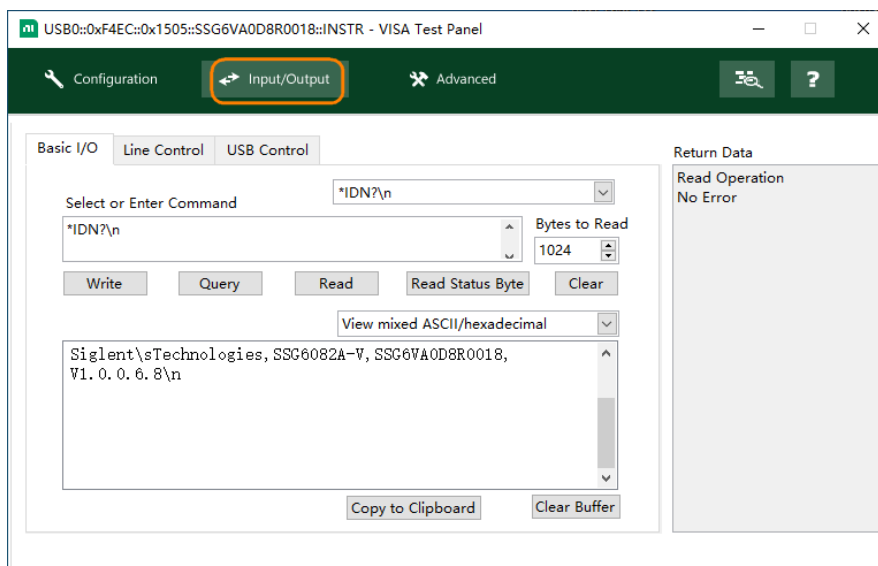 USB0::0xF4EC::0x1505::SSG6VA0D8R0018::INSTR - VISA Test Panel
Configuration
Input/Output
Advanced
?
Basic I/O
Line Control
USB Control
Return Data
Read Operation
No Error
Select or Enter Command
*IDN?\n
*IDN?\n
Bytes to Read
1024
Write
Query
Read
Read Status Byte
Clear
View mixed ASCII/hexadecimal
Siglent\sTechnologies,SSG6082A-V,SSG6VA0D8R0018,
V1.0.0.6.8\n
Copy to Clipboard
Clear Buffer